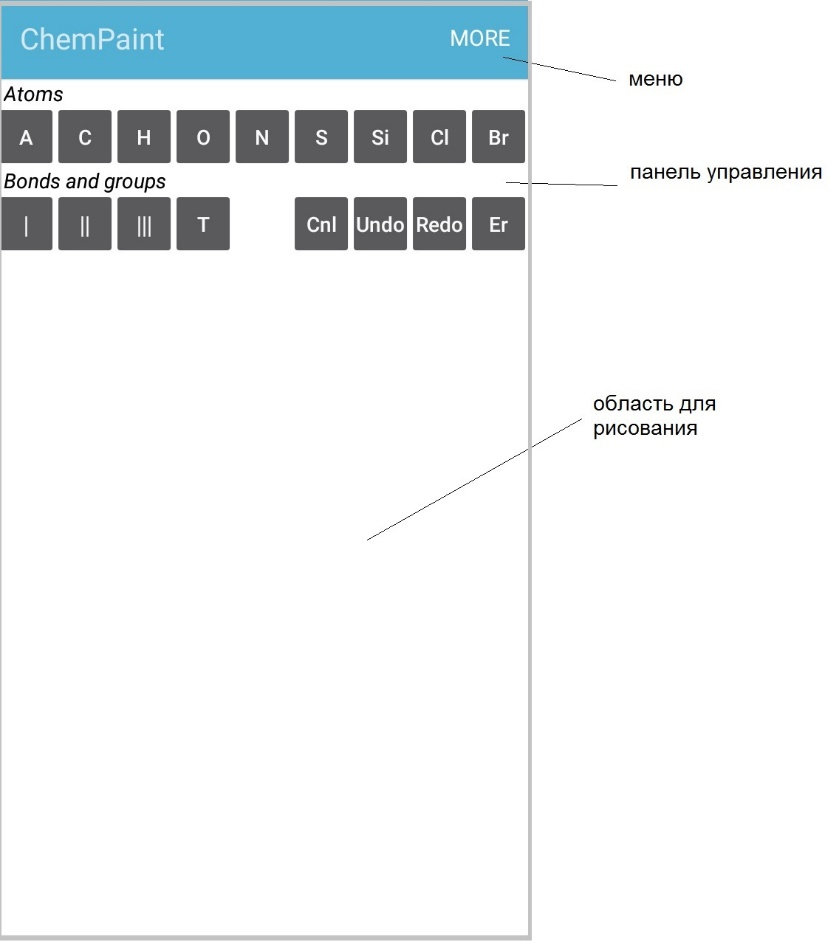 ChemPaint MORE
меню
Atoms
A C H O N S Si Cl Br
панель управления
Bonds and groups
| || ||| T Cnl Undo Redo Er
область для
рисования